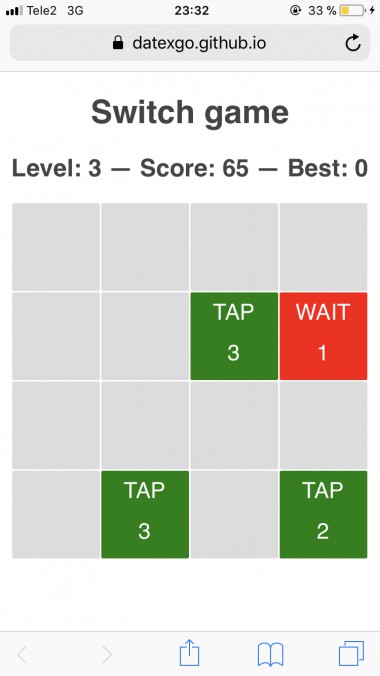 Tele2 3G 23:32 33 %
datexgo.github.io
Switch game
Level: 3 — Score: 65 — Best: 0
TAP WAIT
3 1
TAP TAP
3 2